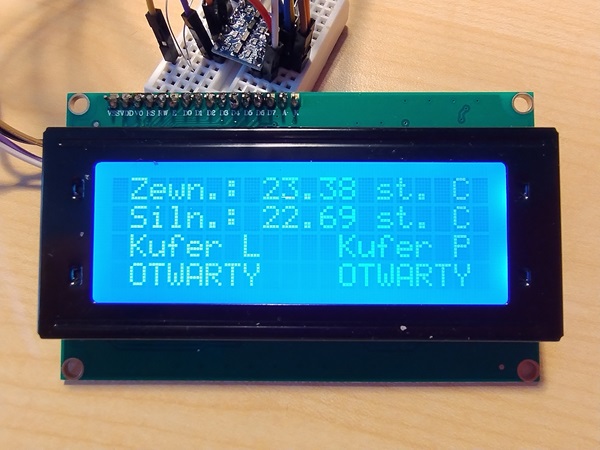 Zewn.: 23.38 st. C
Siln.: 22.69 st. C
Kufer L Kufer P
OTWARTY OTWARTY